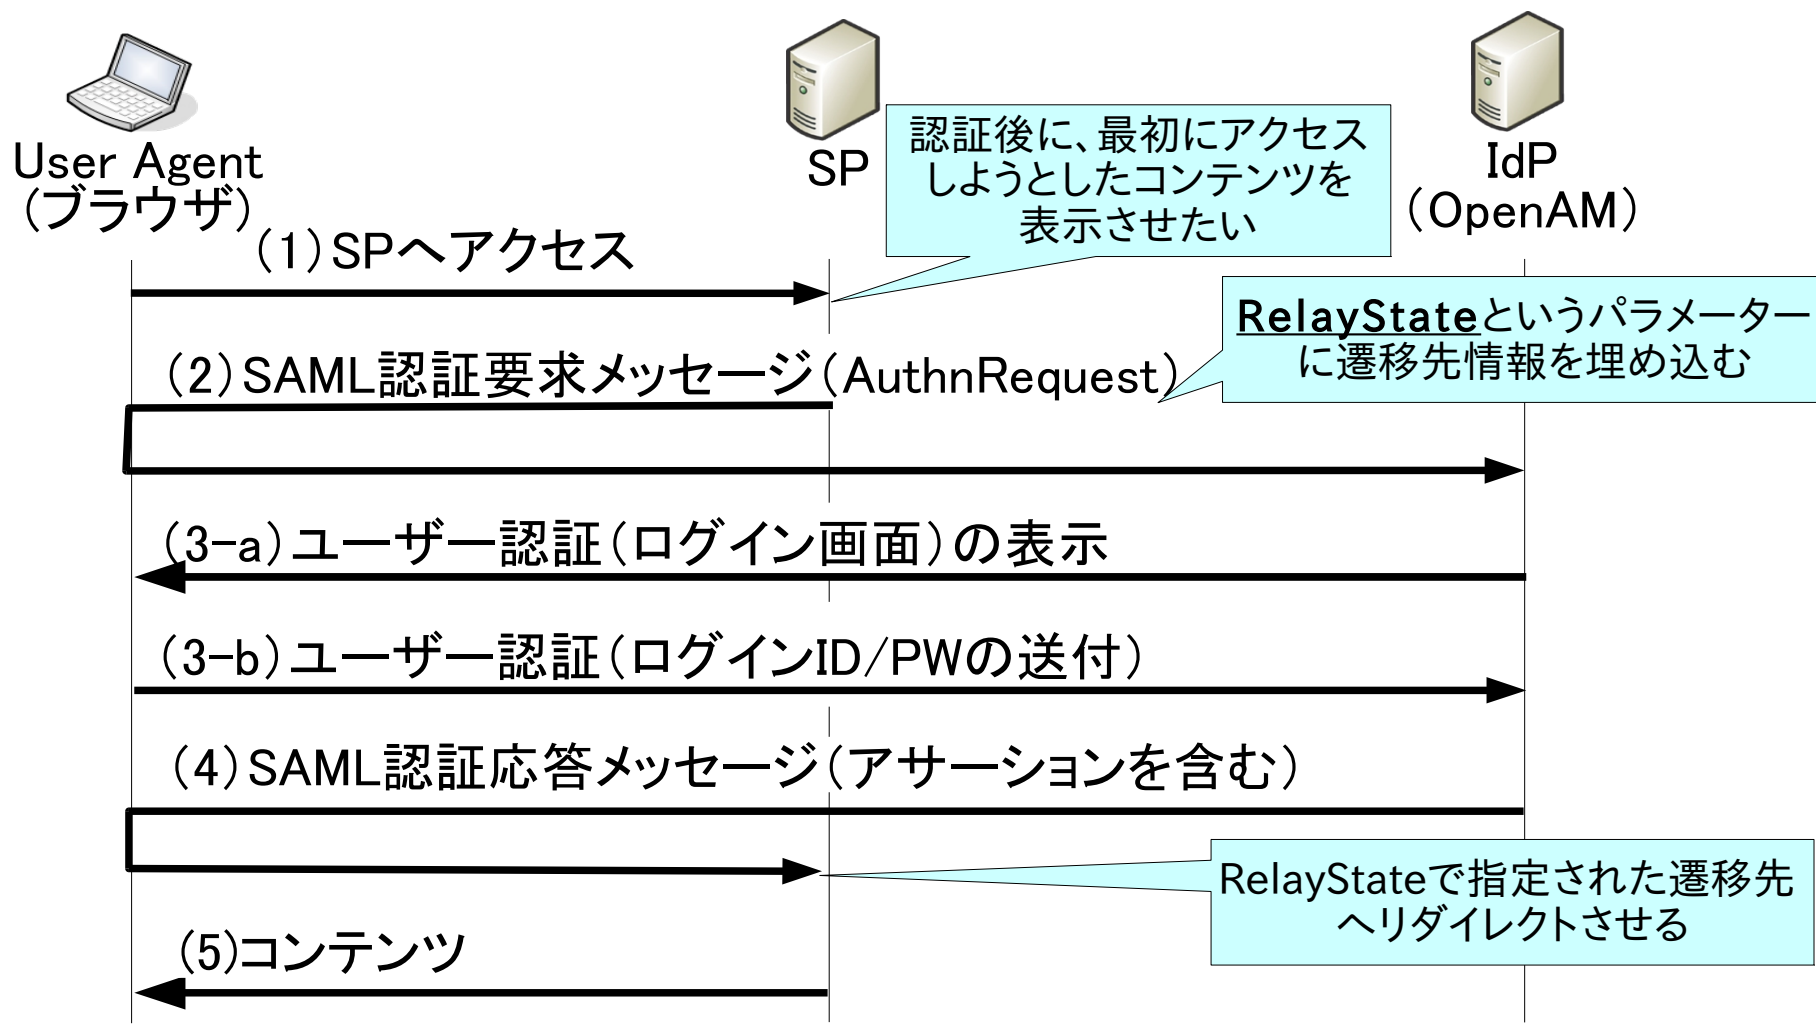 User Agent
(ブラウザ)
SP
IdP
(OpenAM)
認証後に、最初にアクセス
しようとしたコンテンツを
表示させたい
(1)SPへアクセス
RelayStateというパラメーター
に遷移先情報を埋め込む
(2)SAML認証要求メッセージ(AuthnRequest)
(3-a)ユーザー認証(ログイン画面)の表示
(3-b)ユーザー認証(ログインID/PWの送付)
(4)SAML認証応答メッセージ(アサーションを含む)
RelayStateで指定された遷移先
へリダイレクトさせる
(5)コンテンツ